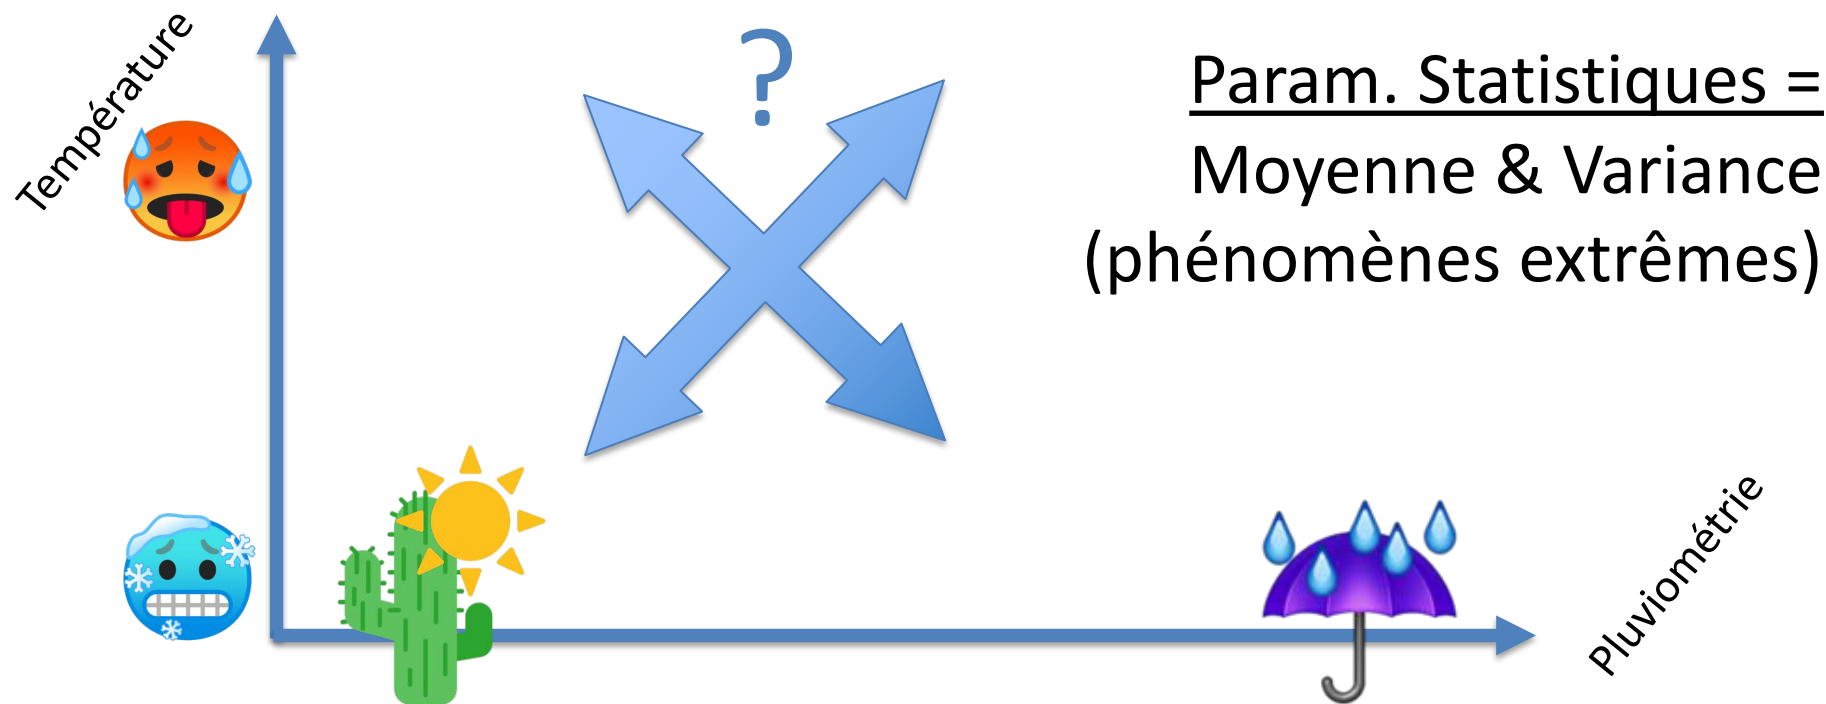 Température
?
Param. Statistiques =
Moyenne & Variance
(phénomènes extrêmes)
Pluviométrie